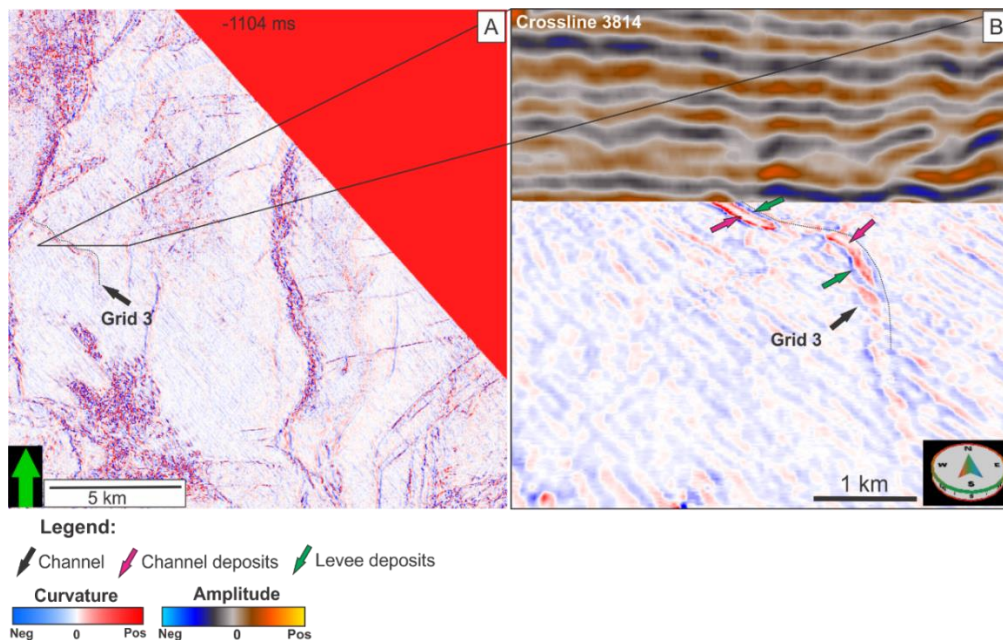 -1104 ms
A
Grid 3
5 km
Crossline 3814
B
Grid 3
1 km
N
W
E
S
Legend:
Channel
Channel deposits
Levee deposits
Curvature
Neg
0
Pos
Amplitude
Neg
0
Pos